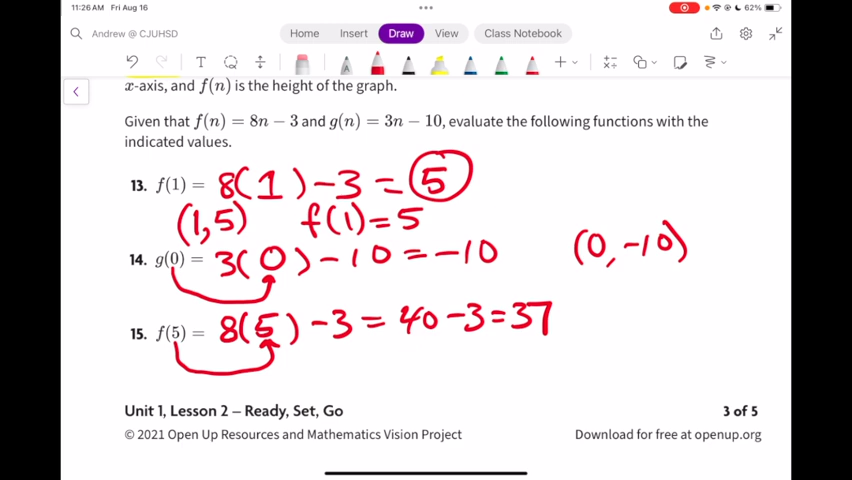 11:26 AM Fri Aug 16
62%
Andrew @ CJUHSD
Home Insert Draw View Class Notebook
x-axis, and f(n) is the height of the graph.
Given that f(n) = 8n − 3 and g(n) = 3n − 10, evaluate the following functions with the
indicated values.
13. f(1) = 8(1) − 3 = 5
(1,5) f(1) = 5
14. g(0) = 3(0) − 10 = −10 (0, −10)
15. f(5) = 8(5) − 3 = 40 − 3 = 37
Unit 1, Lesson 2 – Ready, Set, Go 3 of 5
© 2021 Open Up Resources and Mathematics Vision Project Download for free at openup.org